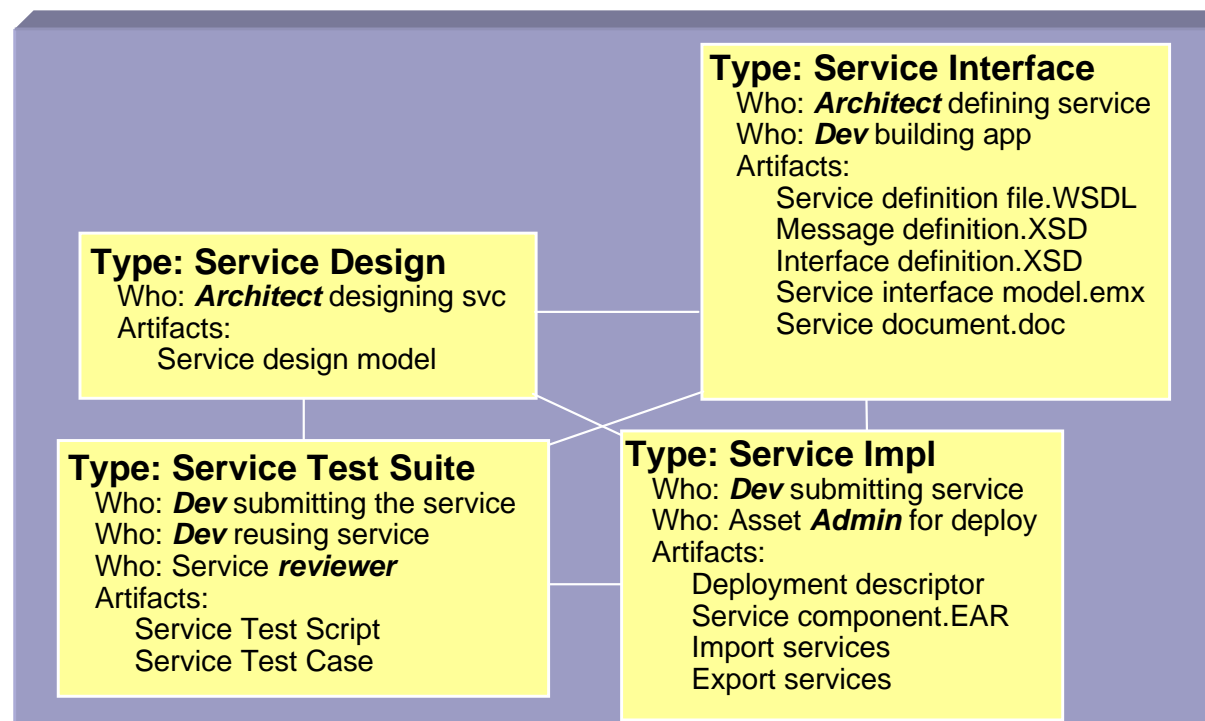 Type: Service Interface
Who: Architect defining service
Who: Dev building app
Artifacts:
Service definition file.WSDL
Message definition.XSD
Interface definition.XSD
Service interface model.emx
Service document.doc
Type: Service Design
Who: Architect designing svc
Artifacts:
Service design model
Type: Service Test Suite
Who: Dev submitting the service
Who: Dev reusing service
Who: Service reviewer
Artifacts:
Service Test Script
Service Test Case
Type: Service Impl
Who: Dev submitting service
Who: Asset Admin for deploy
Artifacts:
Deployment descriptor
Service component.EAR
Import services
Export services